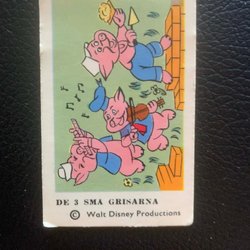 DE 3 SMÅ GRISARNA
© Walt Disney Productions